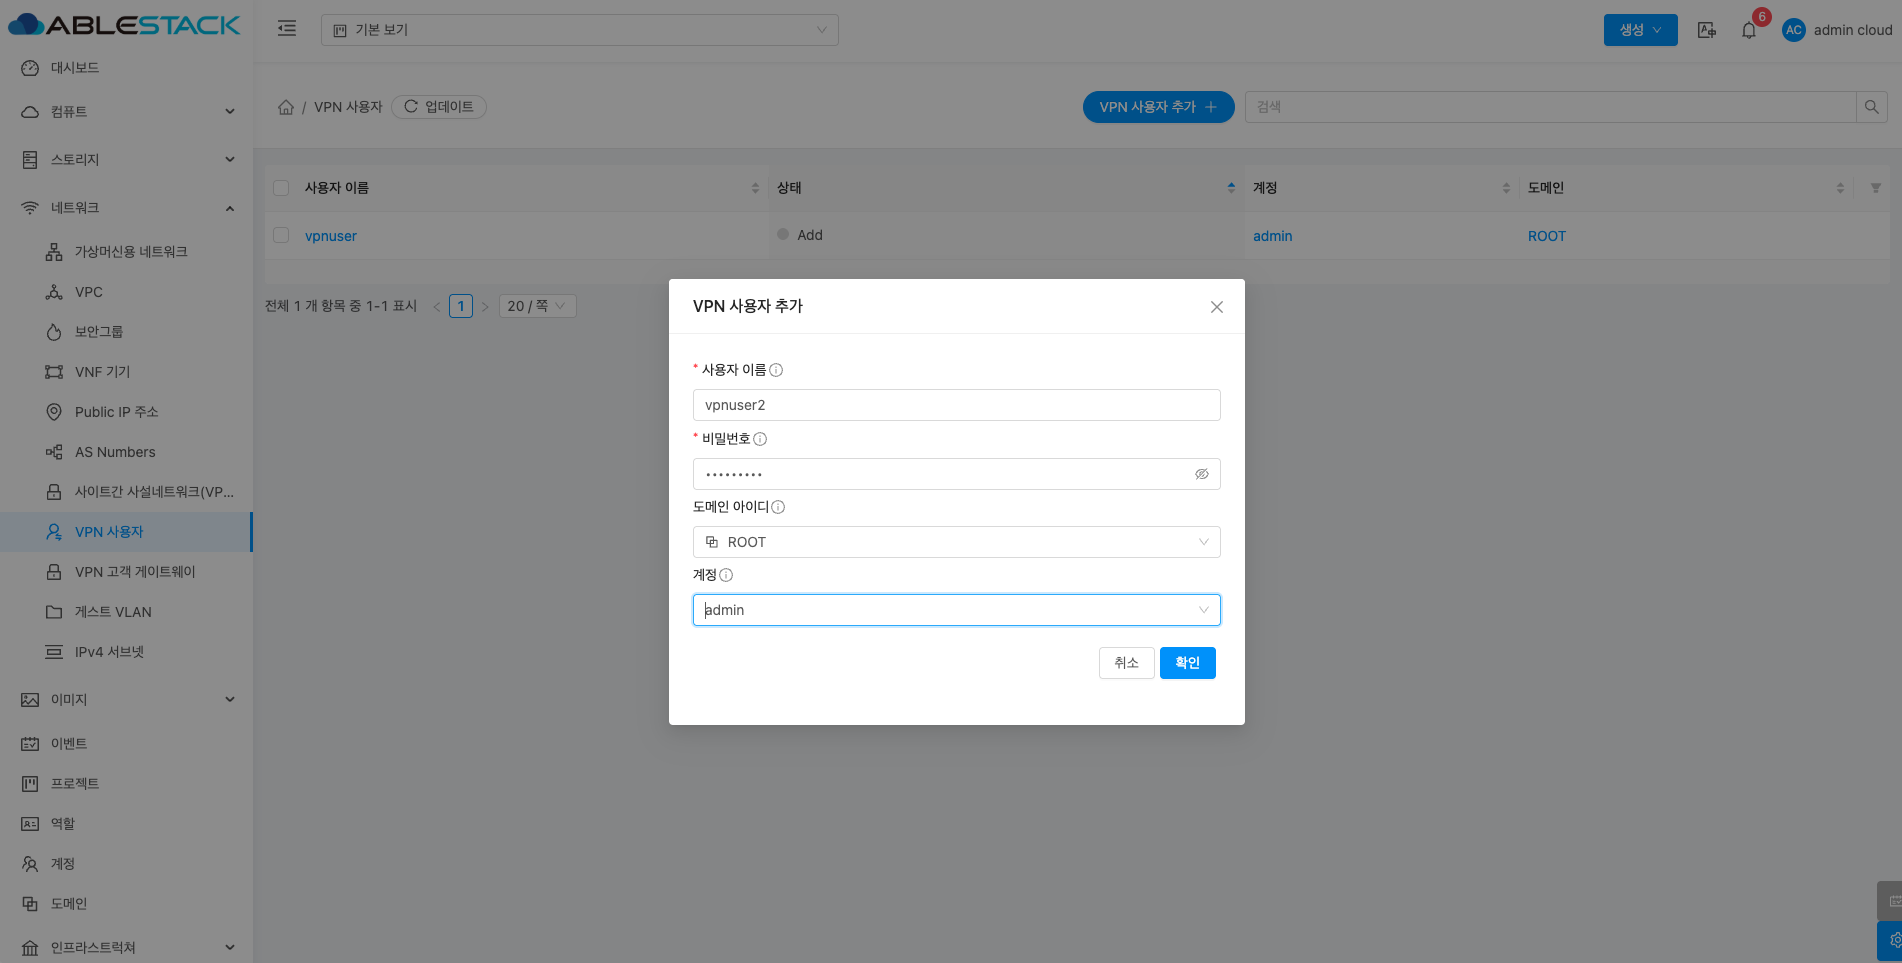 ABLESTACK
기본 보기
생성
6
AC
admin cloud
대시보드
컴퓨트
스토리지
네트워크
가상머신용 네트워크
VPC
보안그룹
VNF 기기
Public IP 주소
AS Numbers
사이트간 사설네트워크(VP...
VPN 사용자
VPN 고객 게이트웨이
게스트 VLAN
IPv4 서브넷
이미지
이벤트
프로젝트
역할
계정
도메인
인프라스트럭쳐
/ VPN 사용자
업데이트
VPN 사용자 추가
검색
사용자 이름
상태
계정
도메인
vpnuser
Add
admin
ROOT
전체 1 개 항목 중 1-1 표시
1
20 / 쪽
VPN 사용자 추가
* 사용자 이름
vpnuser2
* 비밀번호
•••••••••
도메인 아이디
ROOT
계정
admin
취소
확인